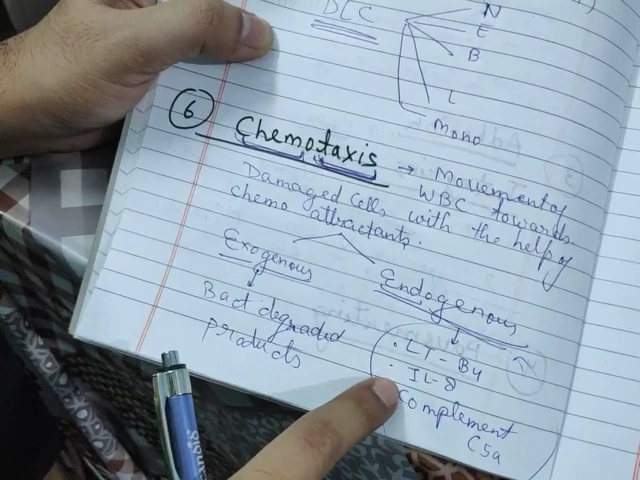 DLC
N
E
B
L
Mono
6
Chemotaxis → Movement of
WBC towards
Damaged Cells with the help of
chemo attractants.
Exogenous
Endogenous
Bact degraded
products
• LT-B4
• IL-8
Complement
C5a